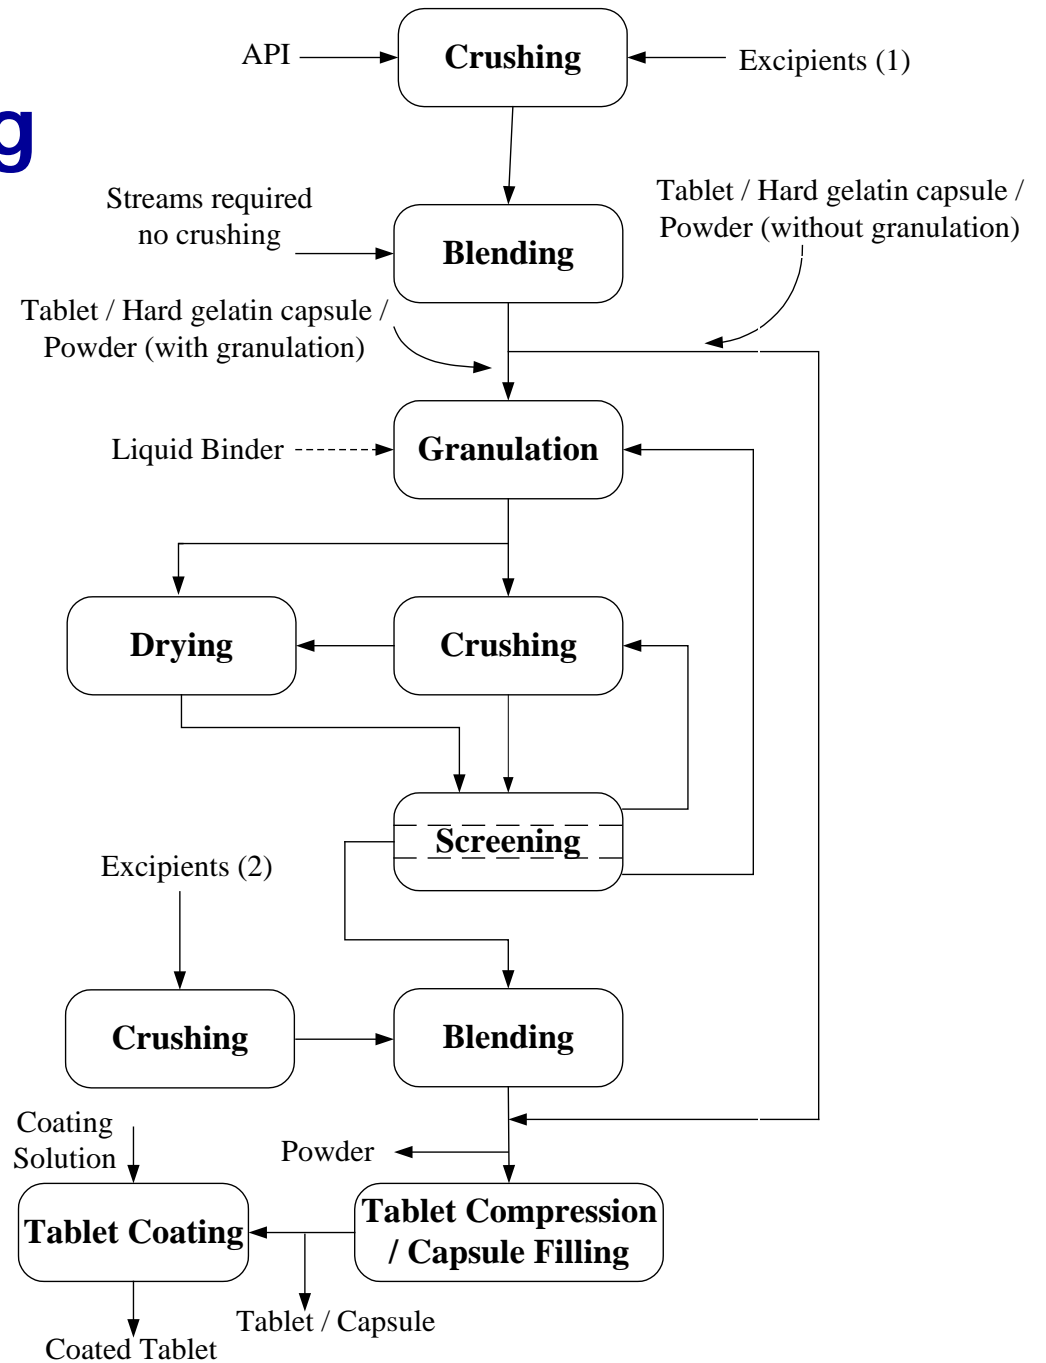 API
Crushing
Excipients (1)
g
Streams required
no crushing
Tablet / Hard gelatin capsule /
Powder (without granulation)
Blending
Tablet / Hard gelatin capsule /
Powder (with granulation)
Liquid Binder
Granulation
Drying
Crushing
Screening
Excipients (2)
Crushing
Blending
Coating
Solution
Powder
Tablet Coating
Tablet Compression
/ Capsule Filling
Tablet / Capsule
Coated Tablet